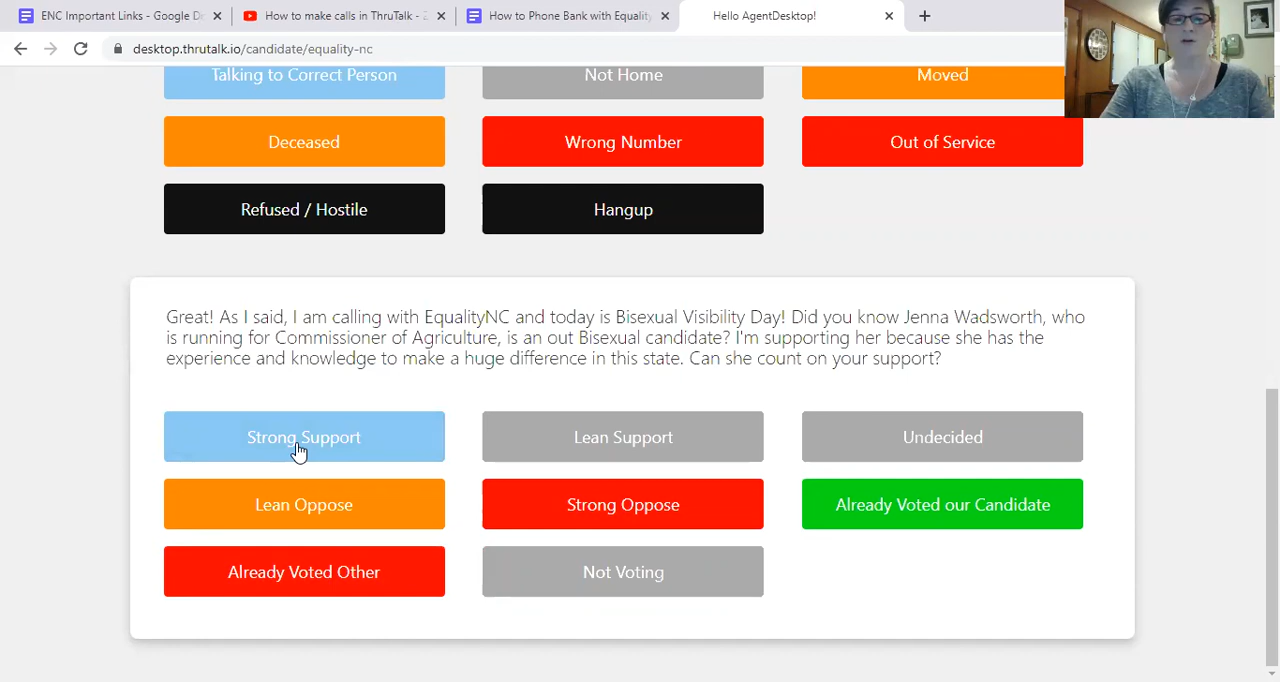 ENC Important Links - Google Do
How to make calls in ThruTalk -
How to Phone Bank with Equality
Hello AgentDesktop!
desktop.thrutalk.io/candidate/equality-nc
Talking to Correct Person
Not Home
Moved
Deceased
Wrong Number
Out of Service
Refused / Hostile
Hangup
Great! As I said, I am calling with EqualityNC and today is Bisexual Visibility Day! Did you know Jenna Wadsworth, who
is running for Commissioner of Agriculture, is an out Bisexual candidate? I'm supporting her because she has the
experience and knowledge to make a huge difference in this state. Can she count on your support?
Strong Support
Lean Support
Undecided
Lean Oppose
Strong Oppose
Already Voted our Candidate
Already Voted Other
Not Voting